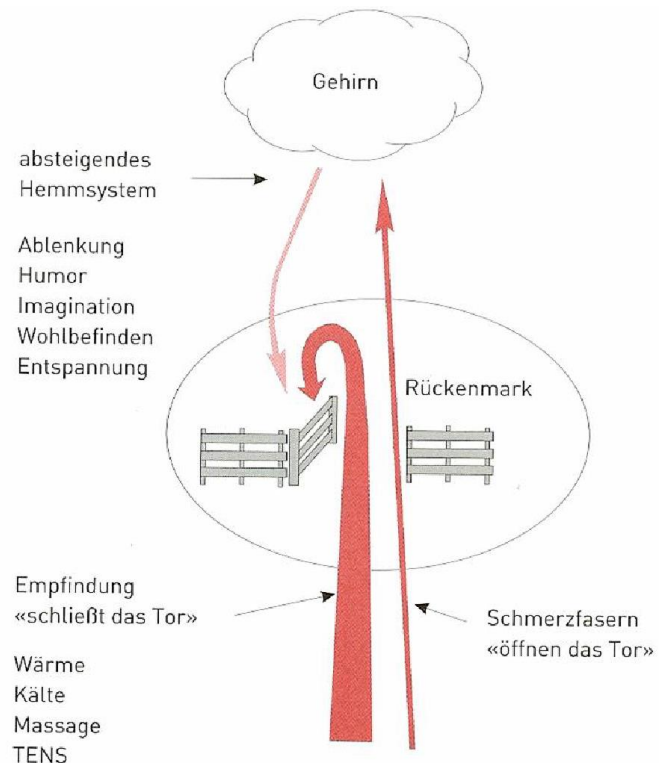 Gehirn
absteigendes
Hemmsystem
Ablenkung
Humor
Imagination
Wohlbefinden
Entspannung
Rückenmark
Empfindung
«schließt das Tor»
Schmerzfasern
«öffnen das Tor»
Wärme
Kälte
Massage
TENS